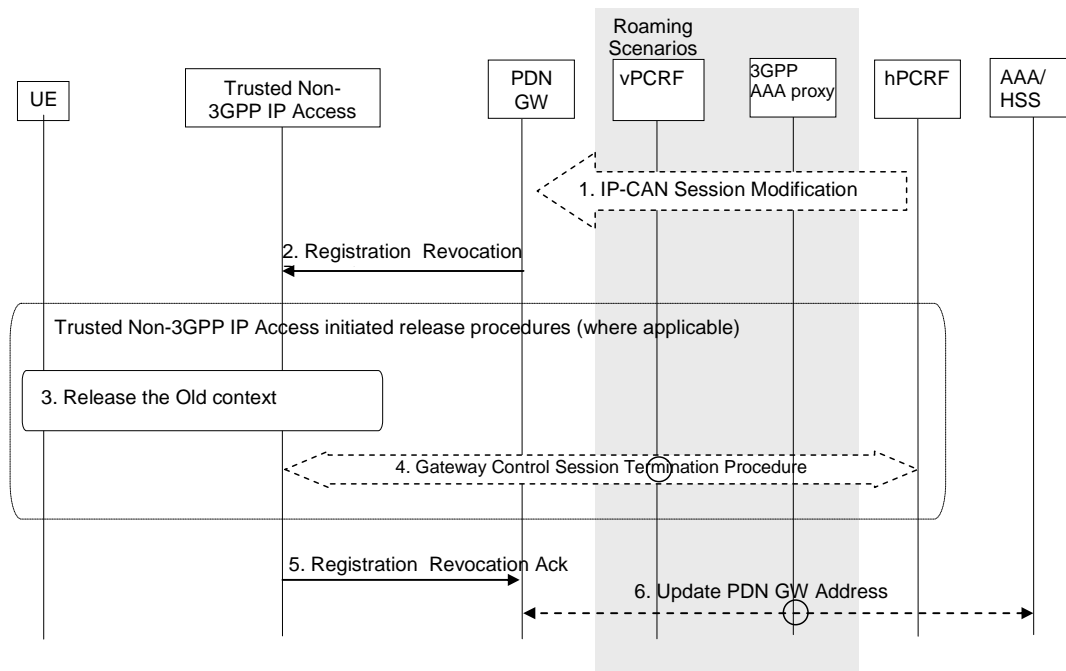 Roaming
Scenarios
UE
Trusted Non-
3GPP IP Access
PDN
GW
vPCRF
3GPP
AAA proxy
hPCRF
AAA/
HSS
1. IP-CAN Session Modification
2. Registration Revocation
Trusted Non-3GPP IP Access initiated release procedures (where applicable)
3. Release the Old context
4. Gateway Control Session Termination Procedure
5. Registration Revocation Ack
6. Update PDN GW Address